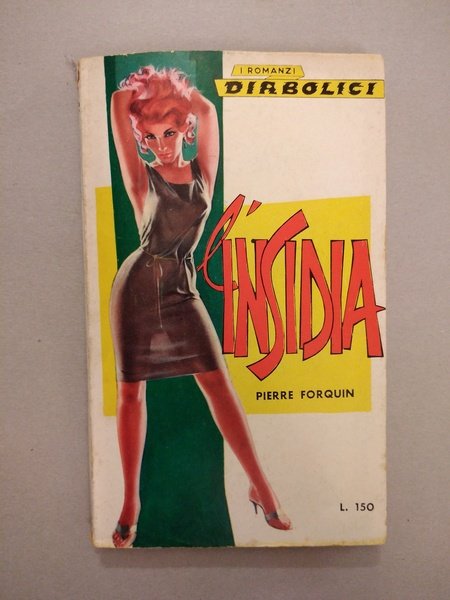 I ROMANZI
DIABOLICI
l'INSIDIA
PIERRE FORQUIN
L. 150